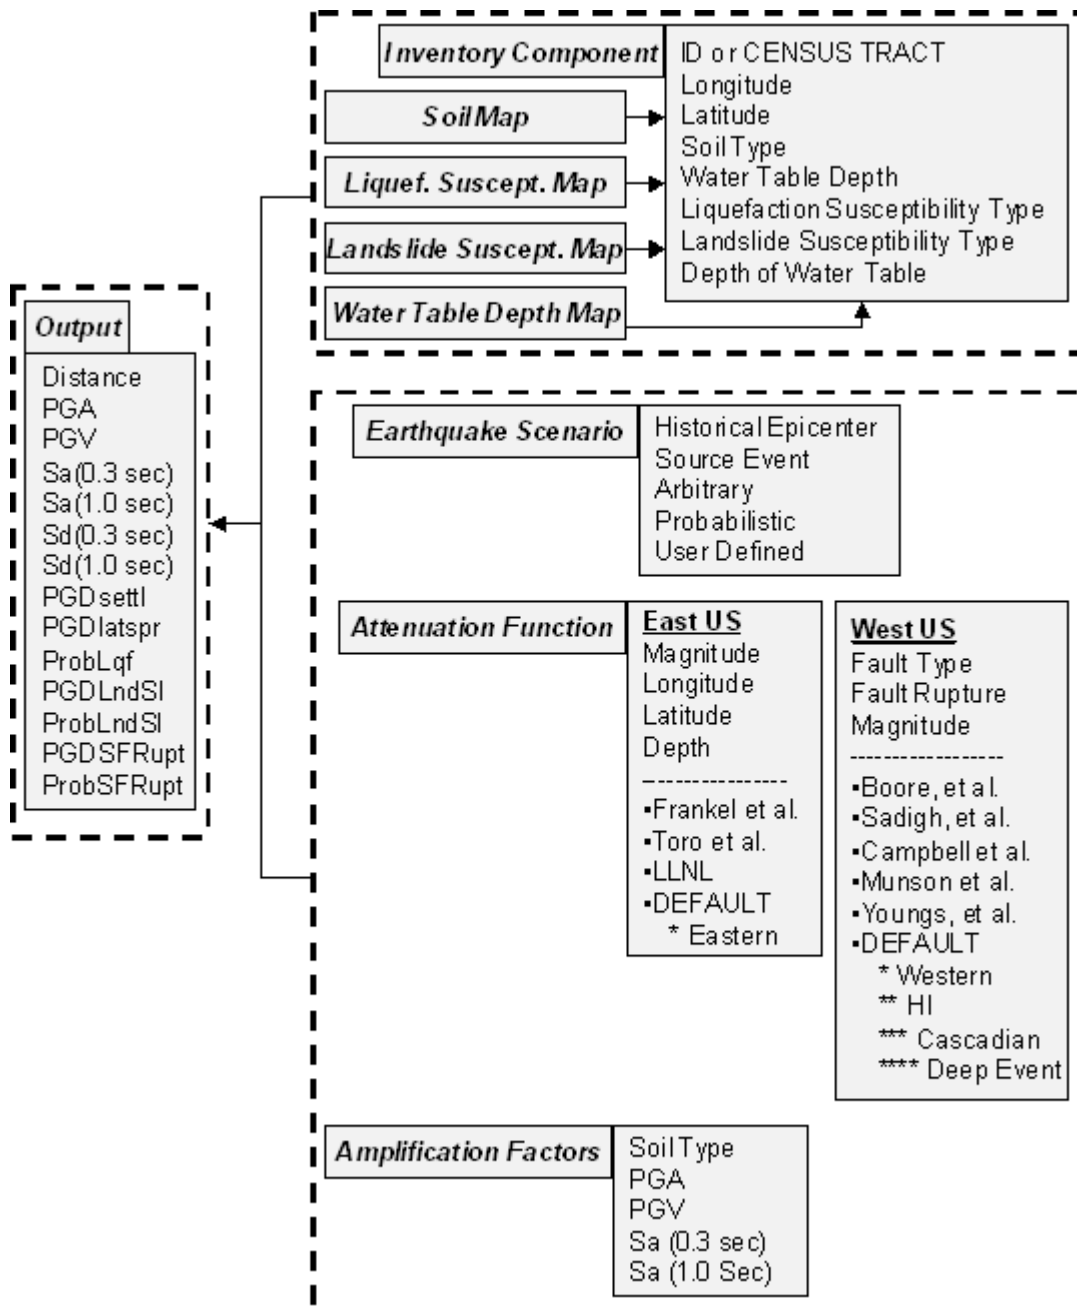 Inventory Component
ID or CENSUS TRACT
Longitude
Latitude
Soil Type
Water Table Depth
Liquefaction Susceptibility Type
Landslide Susceptibility Type
Depth of Water Table
Soil Map
Liquef. Suscept. Map
Landslide Suscept. Map
Water Table Depth Map
Output
Distance
PGA
PGV
Sa(0.3 sec)
Sa(1.0 sec)
Sd(0.3 sec)
Sd(1.0 sec)
PGDsettl
PGDlatspr
ProbLqf
PGDLndSl
ProbLndSl
PGDSFRupt
ProbSFRupt
Earthquake Scenario
Historical Epicenter
Source Event
Arbitrary
Probabilistic
User Defined
Attenuation Function
East US
Magnitude
Longitude
Latitude
Depth
----------------
▪Frankel et al.
▪Toro et al.
▪LLNL
▪DEFAULT
* Eastern
West US
Fault Type
Fault Rupture
Magnitude
-----------------
▪Boore, et al.
▪Sadigh, et al.
▪Campbell et al.
▪Munson et al.
▪Youngs, et al.
▪DEFAULT
* Western
** HI
*** Cascadian
**** Deep Event
Amplification Factors
Soil Type
PGA
PGV
Sa (0.3 sec)
Sa (1.0 Sec)